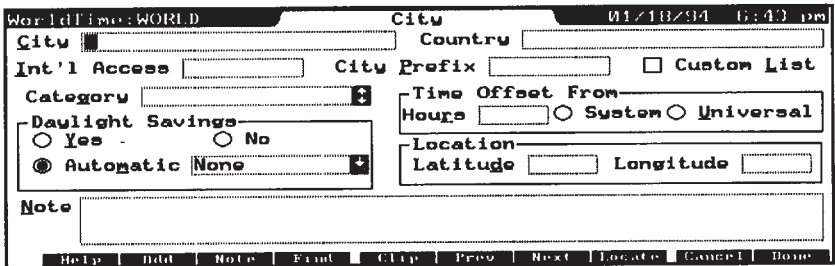 WorldTime:WORLD City 01/18/94 6:43 pm
City Country
Int'l Access City Prefix Custom List
Category Time Offset From
Hours System Universal
Daylight Savings
Yes No
Automatic None
Location
Latitude Longitude
Note
Help Add Note Find Clip Prev Next Locate Cancel Done